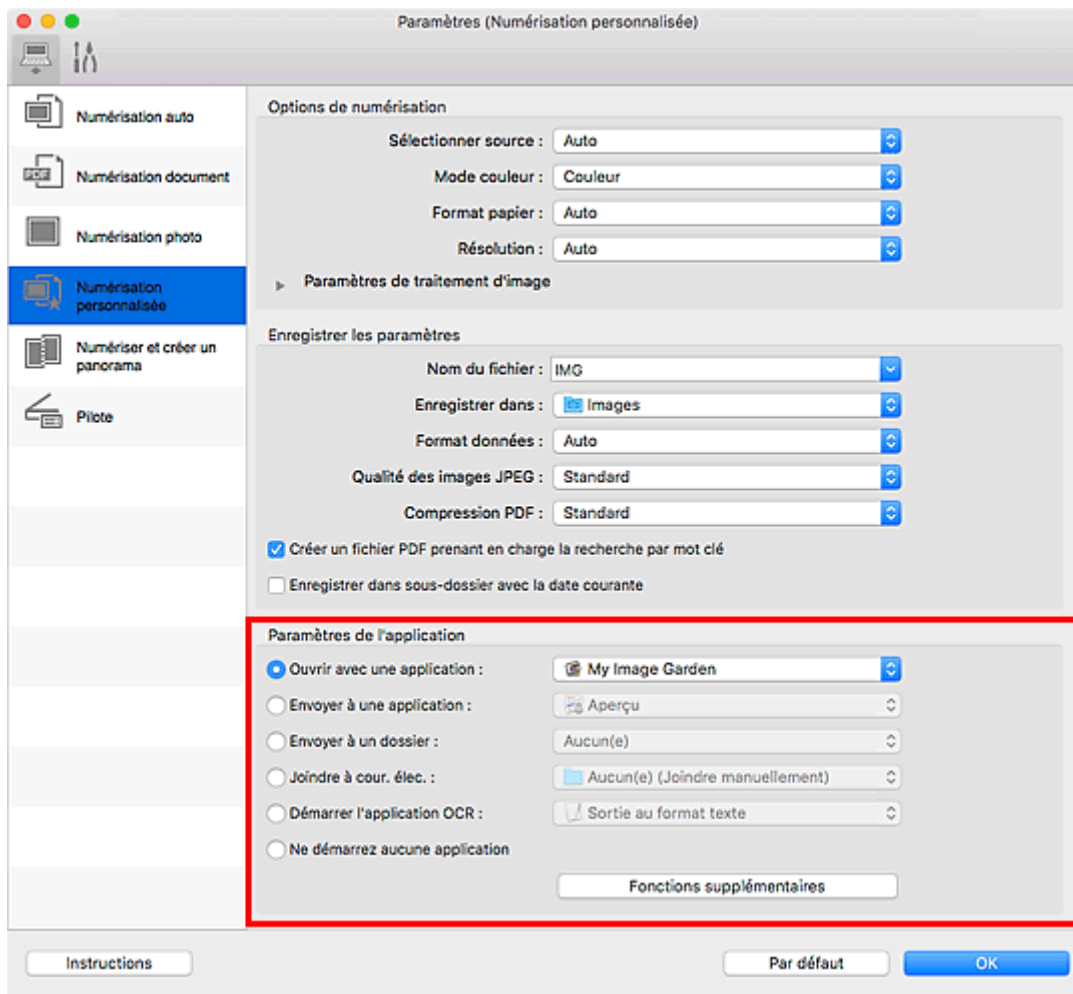 Paramètres (Numérisation personnalisée)
Numérisation auto
PDF
Numérisation document
Numérisation photo
Numérisation
personnalisée
Numériser et créer un
panorama
Pilote
Options de numérisation
Sélectionner source : Auto
Mode couleur : Couleur
Format papier : Auto
Résolution : Auto
Paramètres de traitement d'image
Enregistrer les paramètres
Nom du fichier : IMG
Enregistrer dans : Images
Format données : Auto
Qualité des images JPEG : Standard
Compression PDF : Standard
Créer un fichier PDF prenant en charge la recherche par mot clé
Enregistrer dans sous-dossier avec la date courante
Paramètres de l'application
Ouvrir avec une application : My Image Garden
Envoyer à une application : Aperçu
Envoyer à un dossier : Aucun(e)
Joindre à cour. élec. : Aucun(e) (Joindre manuellement)
Démarrer l'application OCR : Sortie au format texte
Ne démarrez aucune application
Fonctions supplémentaires
Instructions
Par défaut
OK